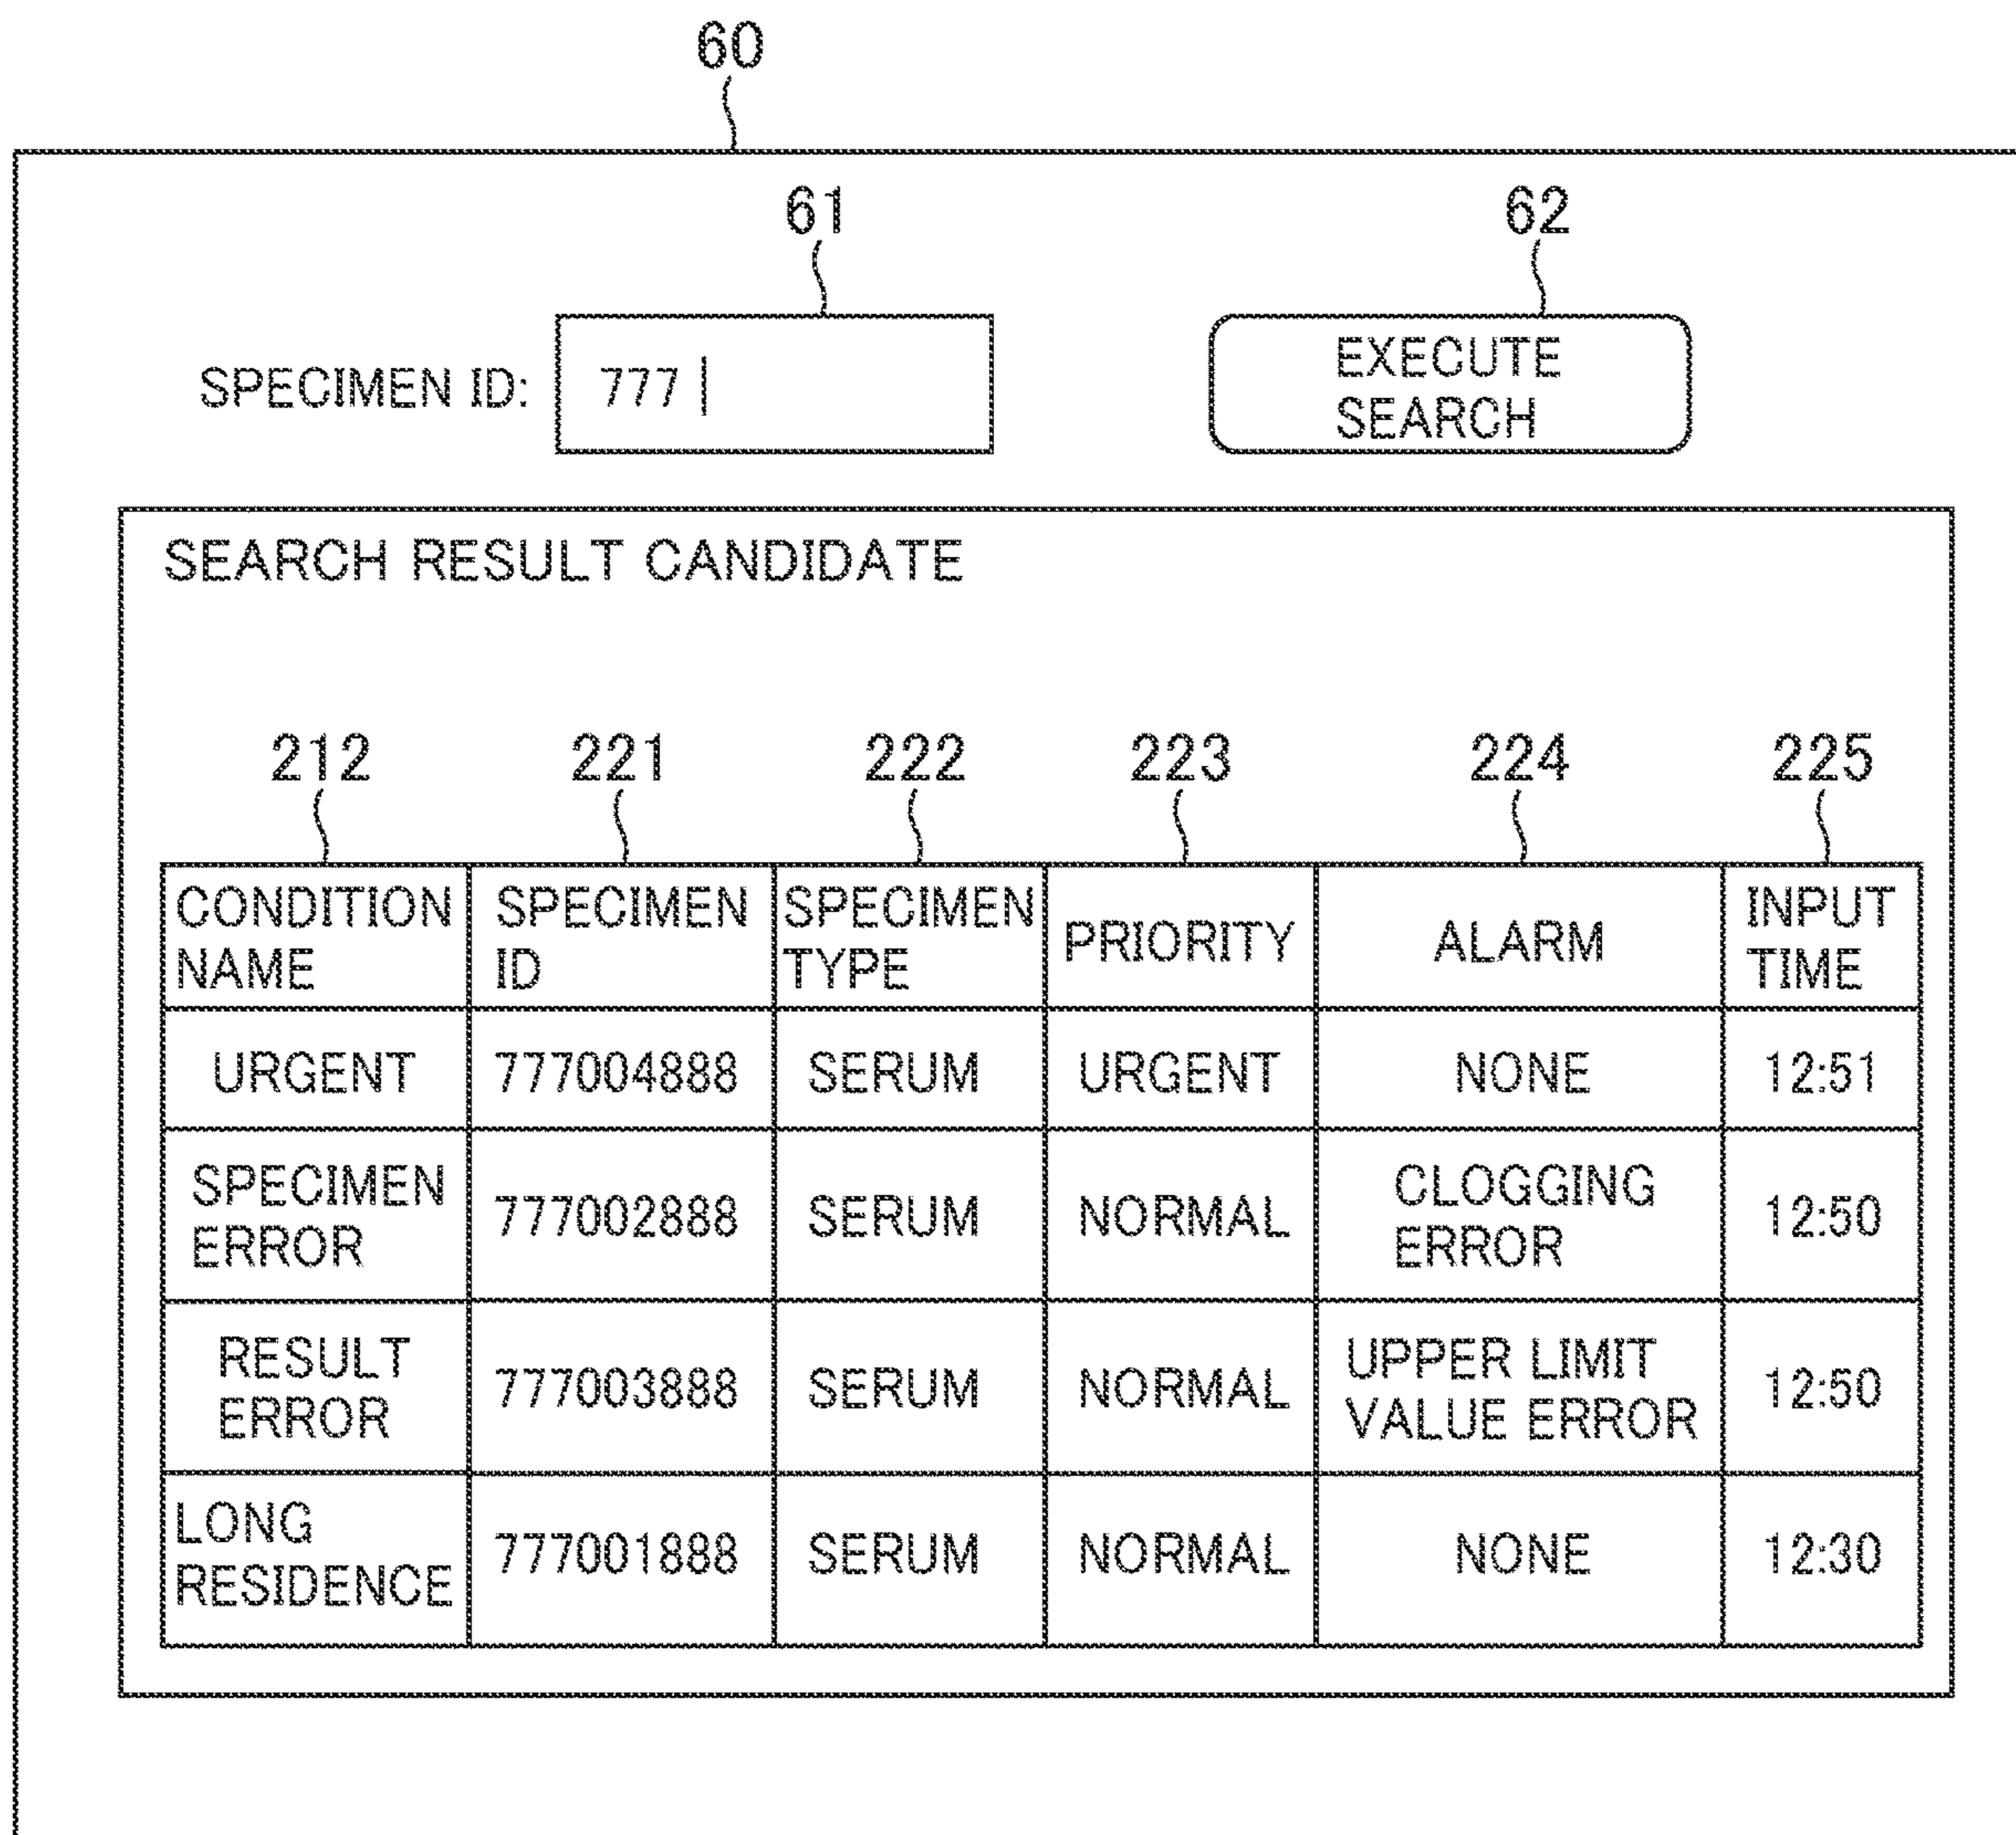 60
61
62
SPECIMEN ID:
777
EXECUTE
SEARCH
SEARCH RESULT CANDIDATE
212 221 222 223 224 225
CONDITION NAME SPECIMEN ID SPECIMEN TYPE PRIORITY ALARM INPUT TIME
URGENT 777004888 SERUM URGENT NONE 12:51
SPECIMEN ERROR 777002888 SERUM NORMAL CLOGGING ERROR 12:50
RESULT ERROR 777003888 SERUM NORMAL UPPER LIMIT VALUE ERROR 12:50
LONG RESIDENCE 777001888 SERUM NORMAL NONE 12:30